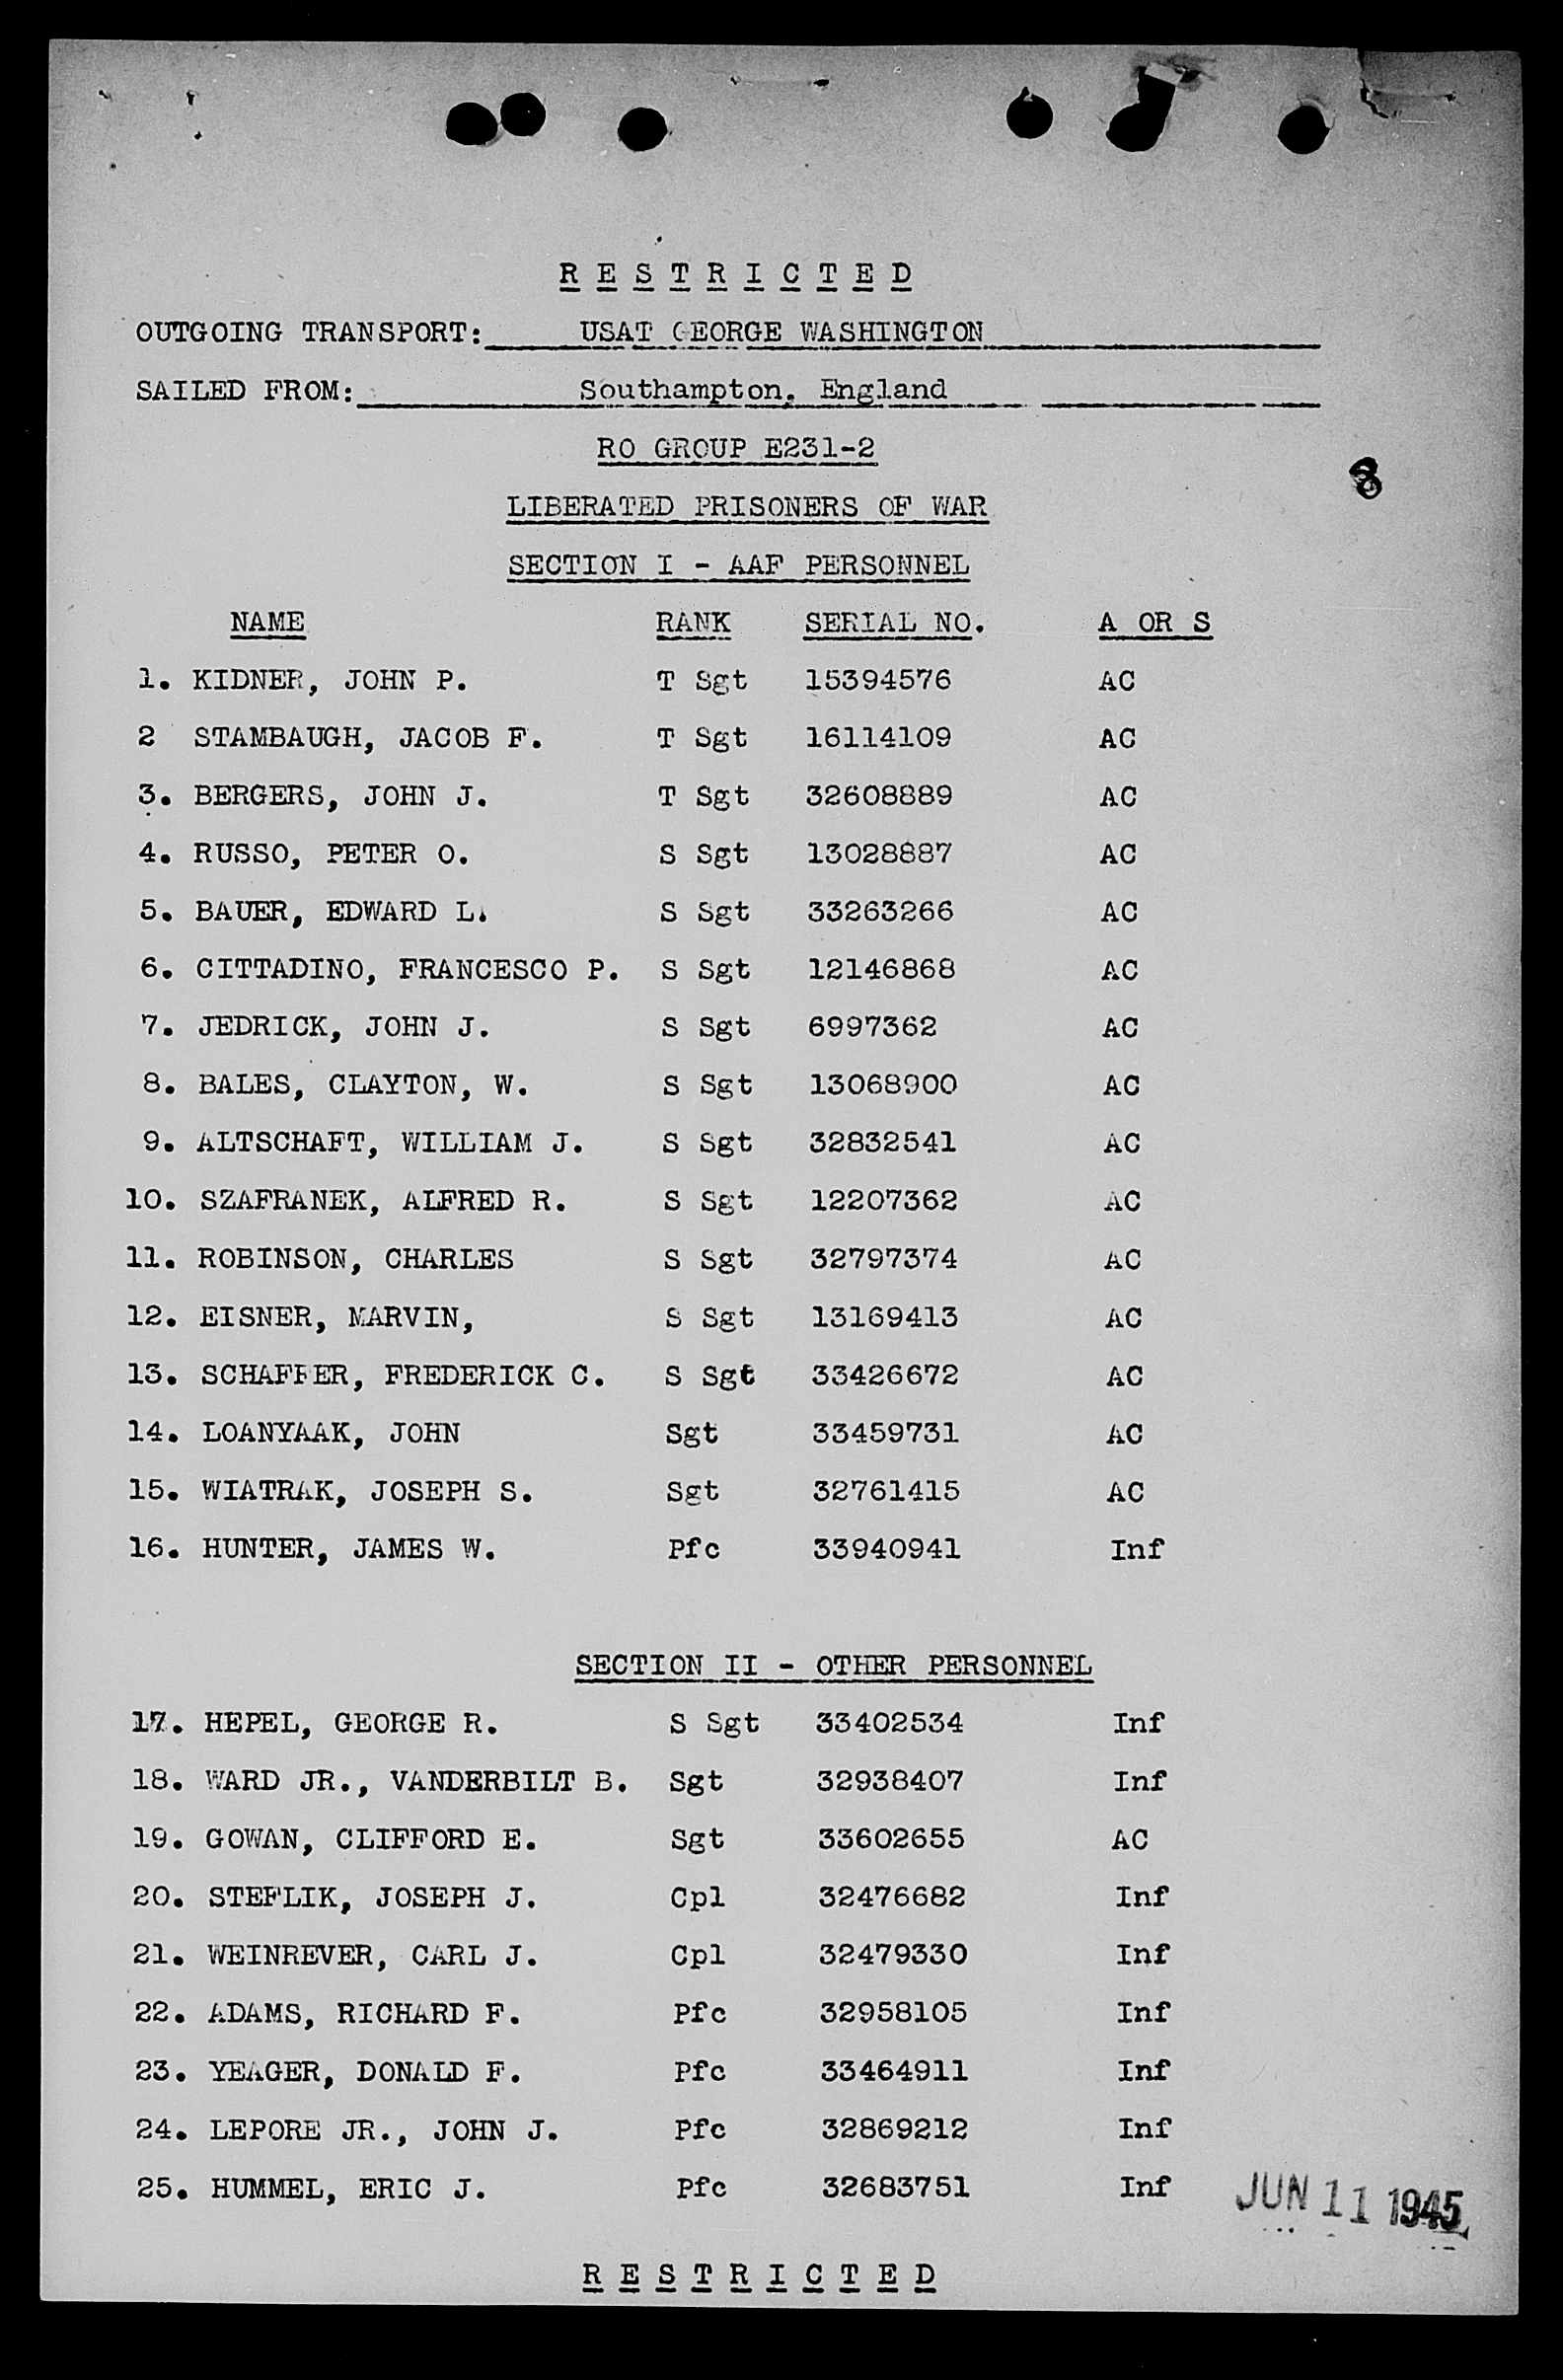 RESTRICTED
OUTGOING TRANSPORT: USAT GEORGE WASHINGTON
SAILED FROM: Southampton, England
RO GROUP E231-2
8
LIBERATED PRISONERS OF WAR
SECTION I - AAF PERSONNEL
NAME RANK SERIAL NO. A OR S
1. KIDNER, JOHN P. T Sgt 15394576 AC
2 STAMBAUGH, JACOB F. T Sgt 16114109 AC
3. BERGERS, JOHN J. T Sgt 32608889 AC
4. RUSSO, PETER O. S Sgt 13028887 AC
5. BAUER, EDWARD L. S Sgt 33263266 AC
6. CITTADINO, FRANCESCO P. S Sgt 12146868 AC
7. JEDRICK, JOHN J. S Sgt 6997362 AC
8. BALES, CLAYTON, W. S Sgt 13068900 AC
9. ALTSCHAFT, WILLIAM J. S Sgt 32832541 AC
10. SZAFRANEK, ALFRED R. S Sgt 12207362 AC
11. ROBINSON, CHARLES S Sgt 32797374 AC
12. EISNER, MARVIN, S Sgt 13169413 AC
13. SCHAFFER, FREDERICK C. S Sgt 33426672 AC
14. LOANYAAK, JOHN Sgt 33459731 AC
15. WIATRAK, JOSEPH S. Sgt 32761415 AC
16. HUNTER, JAMES W. Pfc 33940941 Inf
SECTION II - OTHER PERSONNEL
17. HEPEL, GEORGE R. S Sgt 33402534 Inf
18. WARD JR., VANDERBILT B. Sgt 32938407 Inf
19. GOWAN, CLIFFORD E. Sgt 33602655 AC
20. STEFLIK, JOSEPH J. Cpl 32476682 Inf
21. WEINREVER, CARL J. Cpl 32479330 Inf
22. ADAMS, RICHARD F. Pfc 32958105 Inf
23. YEAGER, DONALD F. Pfc 33464911 Inf
24. LEPORE JR., JOHN J. Pfc 32869212 Inf
25. HUMMEL, ERIC J. Pfc 32683751 Inf
JUN 11 1945
RESTRICTED